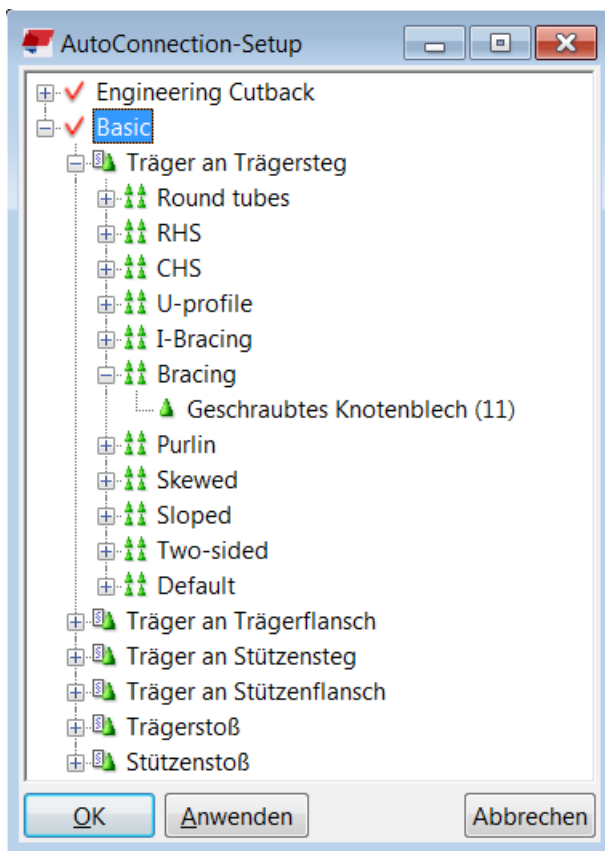 AutoConnection-Setup
Engineering Cutback
Basic
Träger an Trägersteg
Round tubes
RHS
CHS
U-profile
I-Bracing
Bracing
Geschraubtes Knotenblech (11)
Purlin
Skewed
Sloped
Two-sided
Default
Träger an Trägerflansch
Träger an Stützensteg
Träger an Stützenflansch
Trägerstoß
Stützenstoß
OK Anwenden Abbrechen